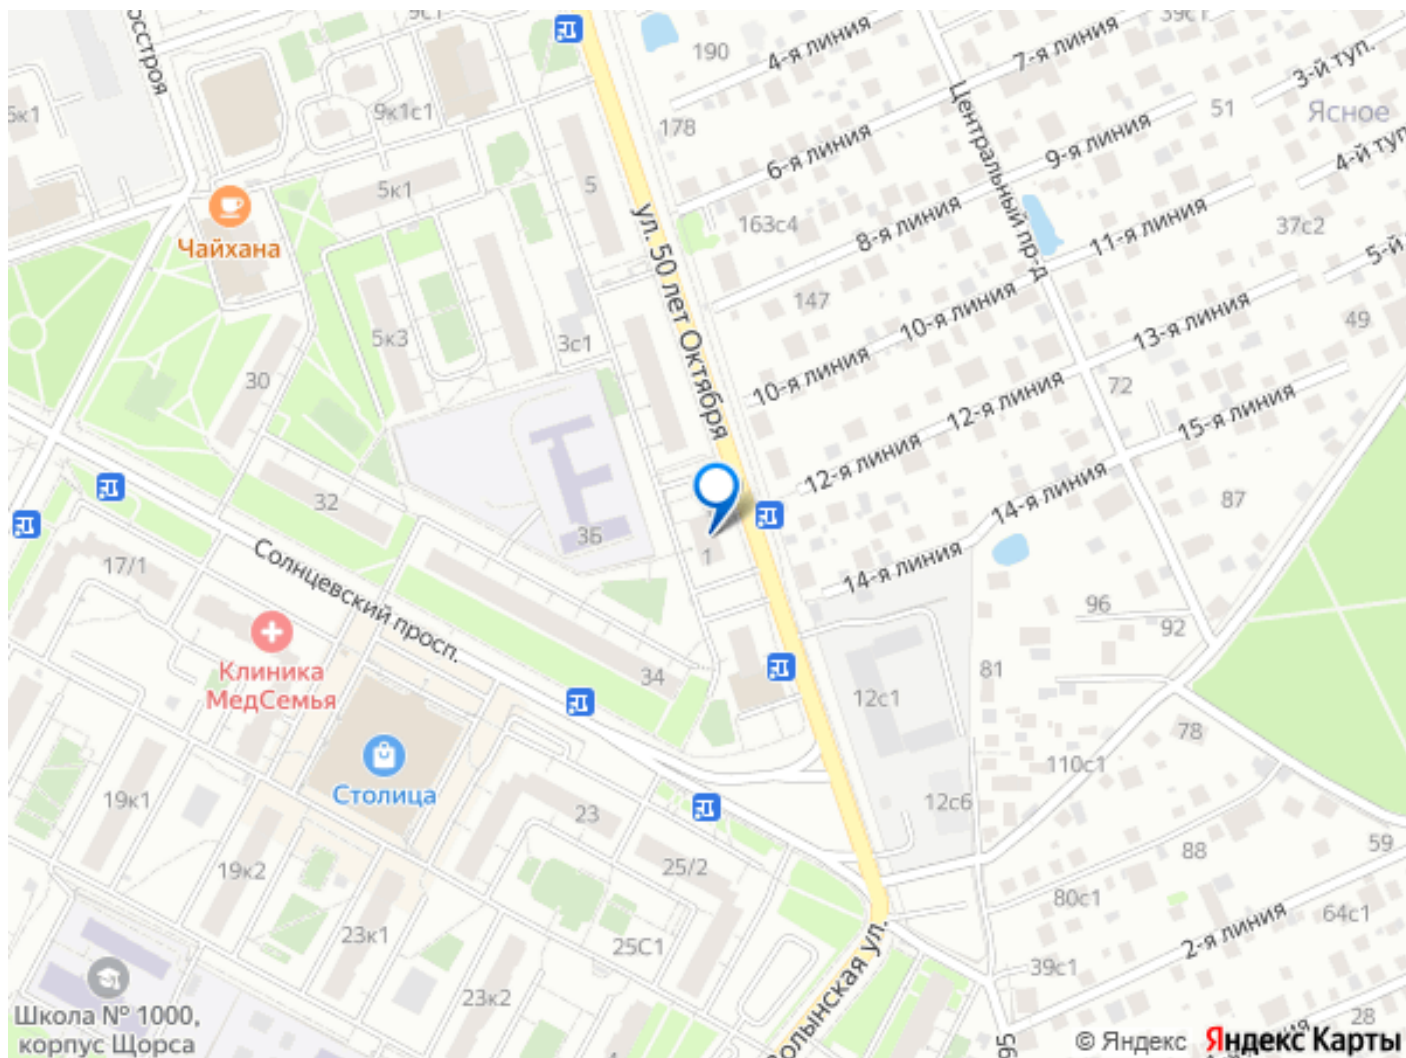 9с1
39с1
190
4-я линия
7-я линия
3-й туп.
Ясное
51
9к1с1
178
6-я линия
Центральный пр-д
9-я линия
4-й туп
5к1
5
Чайхана
163с4
8-я линия
11-я линия
37с2
ул. 50 лет Октября
147
10-я линия
13-я линия
49
5к3
3с1
30
10-я линия
12-я линия
72
15-я линия
12-я линия
14-я линия
87
32
3Б
1
17/1
Солнцевский просп.
14-я линия
96
92
Клиника
МедСемья
34
81
12с1
78
110с1
Столица
19к1
23
12с6
59
19к2
25/2
88
80с1
64с1
23к1
25С1
2-я линия
39с1
23к2
Школа № 1000,
корпус Щорса
28
95
© Яндекс
Яндекс Карты